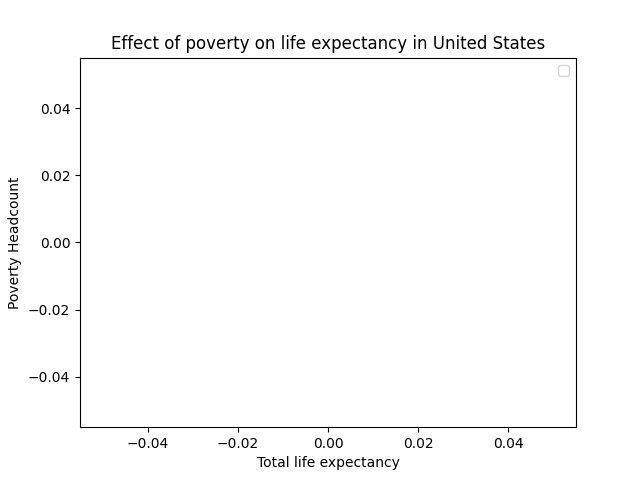 Effect of poverty on life expectancy in United States
0.04
0.02
0.00
−0.02
−0.04
Poverty Headcount
−0.04 −0.02 0.00 0.02 0.04
Total life expectancy